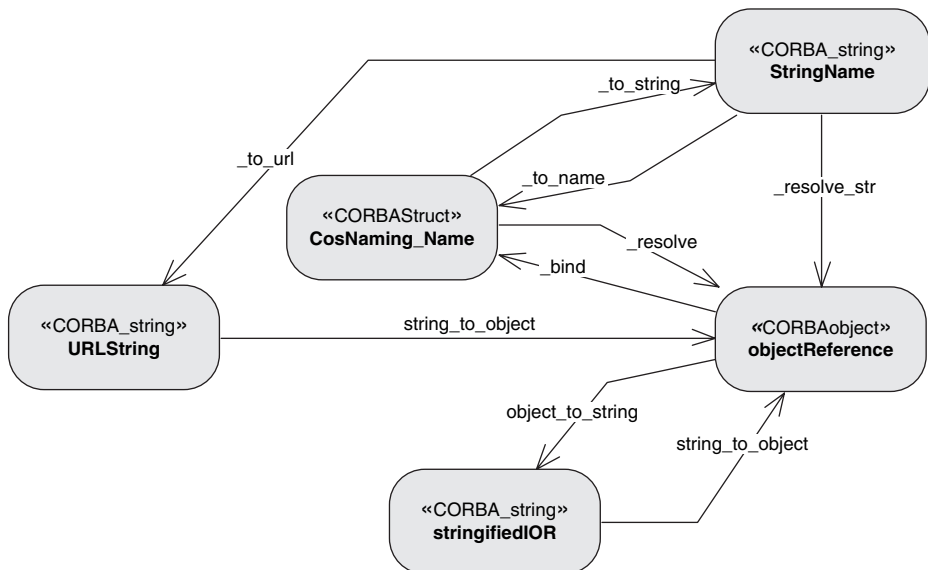 «CORBA_string»
StringName
_to_string
_to_url
_to_name
_resolve_str
«CORBAStruct»
CosNaming_Name
_resolve
_bind
«CORBA_string»
URLString
string_to_object
«CORBAobject»
objectReference
object_to_string
string_to_object
«CORBA_string»
stringifiedIOR